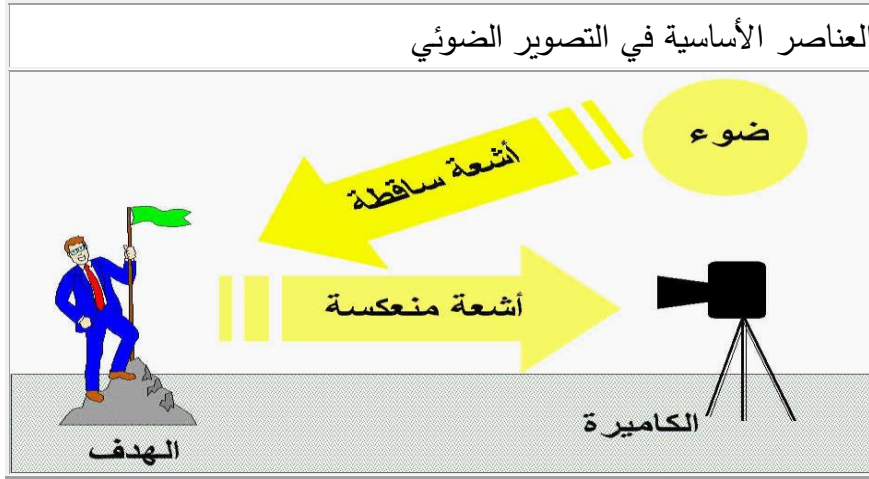 العناصر الأساسية في التصوير الضوئي
ضوء
أشعة ساقطة
أشعة منعكسة
الكاميرة
الهدف